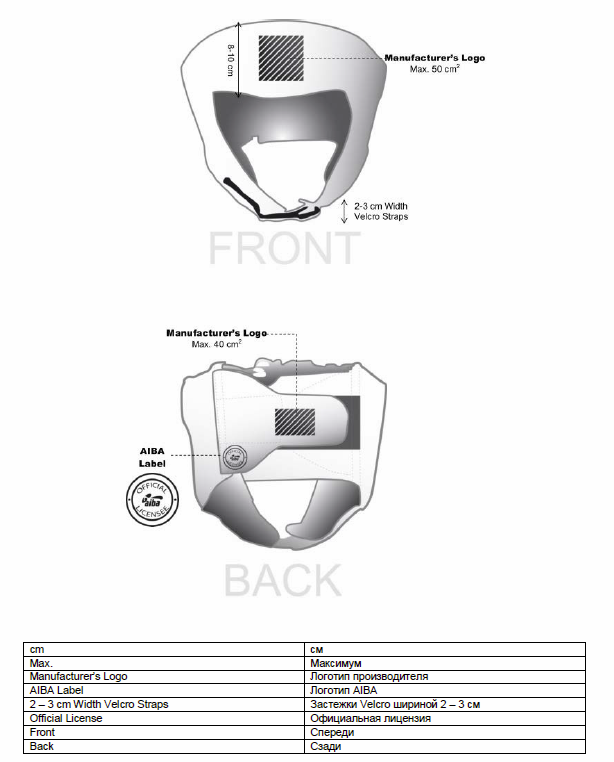 8-10 cm
Manufacturer's Logo
Max. 50 cm²
2-3 cm Width
Velcro Straps
FRONT
Manufacturer's Logo
Max. 40 cm²
AIBA
Label
OFFICIAL
aiba
LICENSEE
BACK
cm см
Max. Максимум
Manufacturer's Logo Логотип производителя
AIBA Label Логотип AIBA
2 – 3 cm Width Velcro Straps Застежки Velcro шириной 2 – 3 см
Official License Официальная лицензия
Front Спереди
Back Сзади